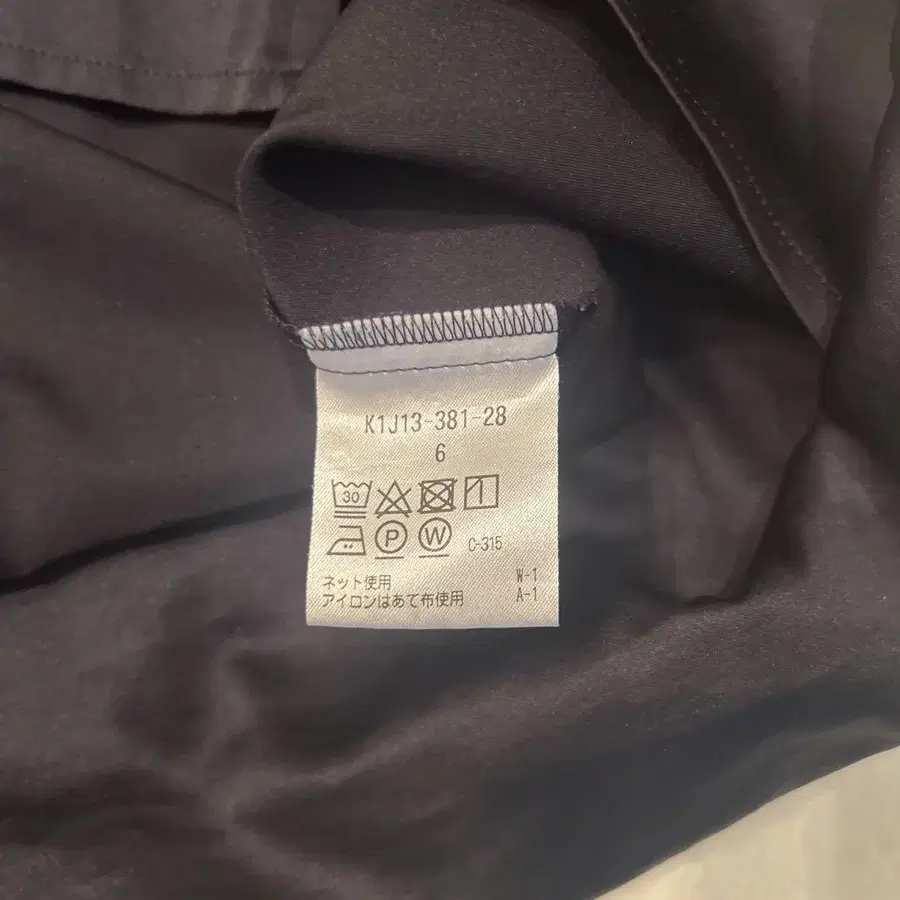 K1J13-381-28
6
30
P W C-315
ネット使用 W-1
アイロンはあて布使用 A-1